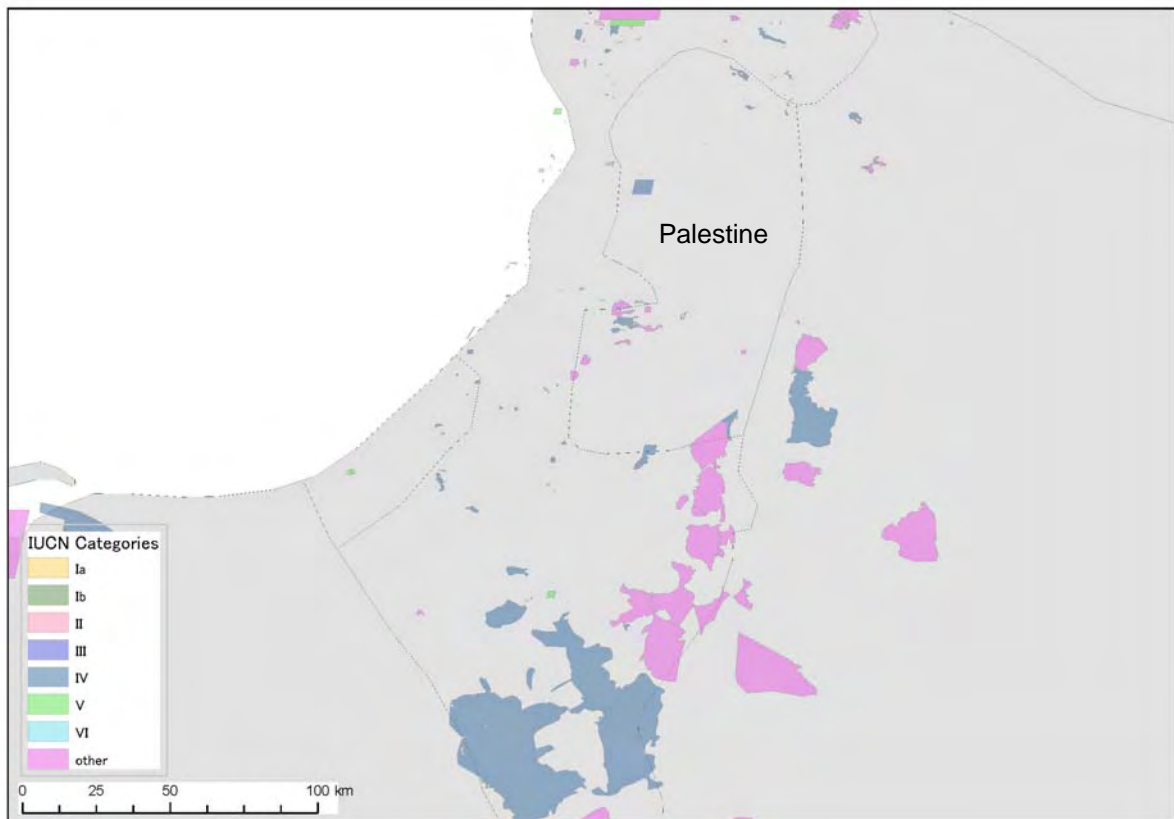 Palestine
IUCN Categories
Ia
Ib
II
III
IV
V
VI
other
0 25 50 100 km